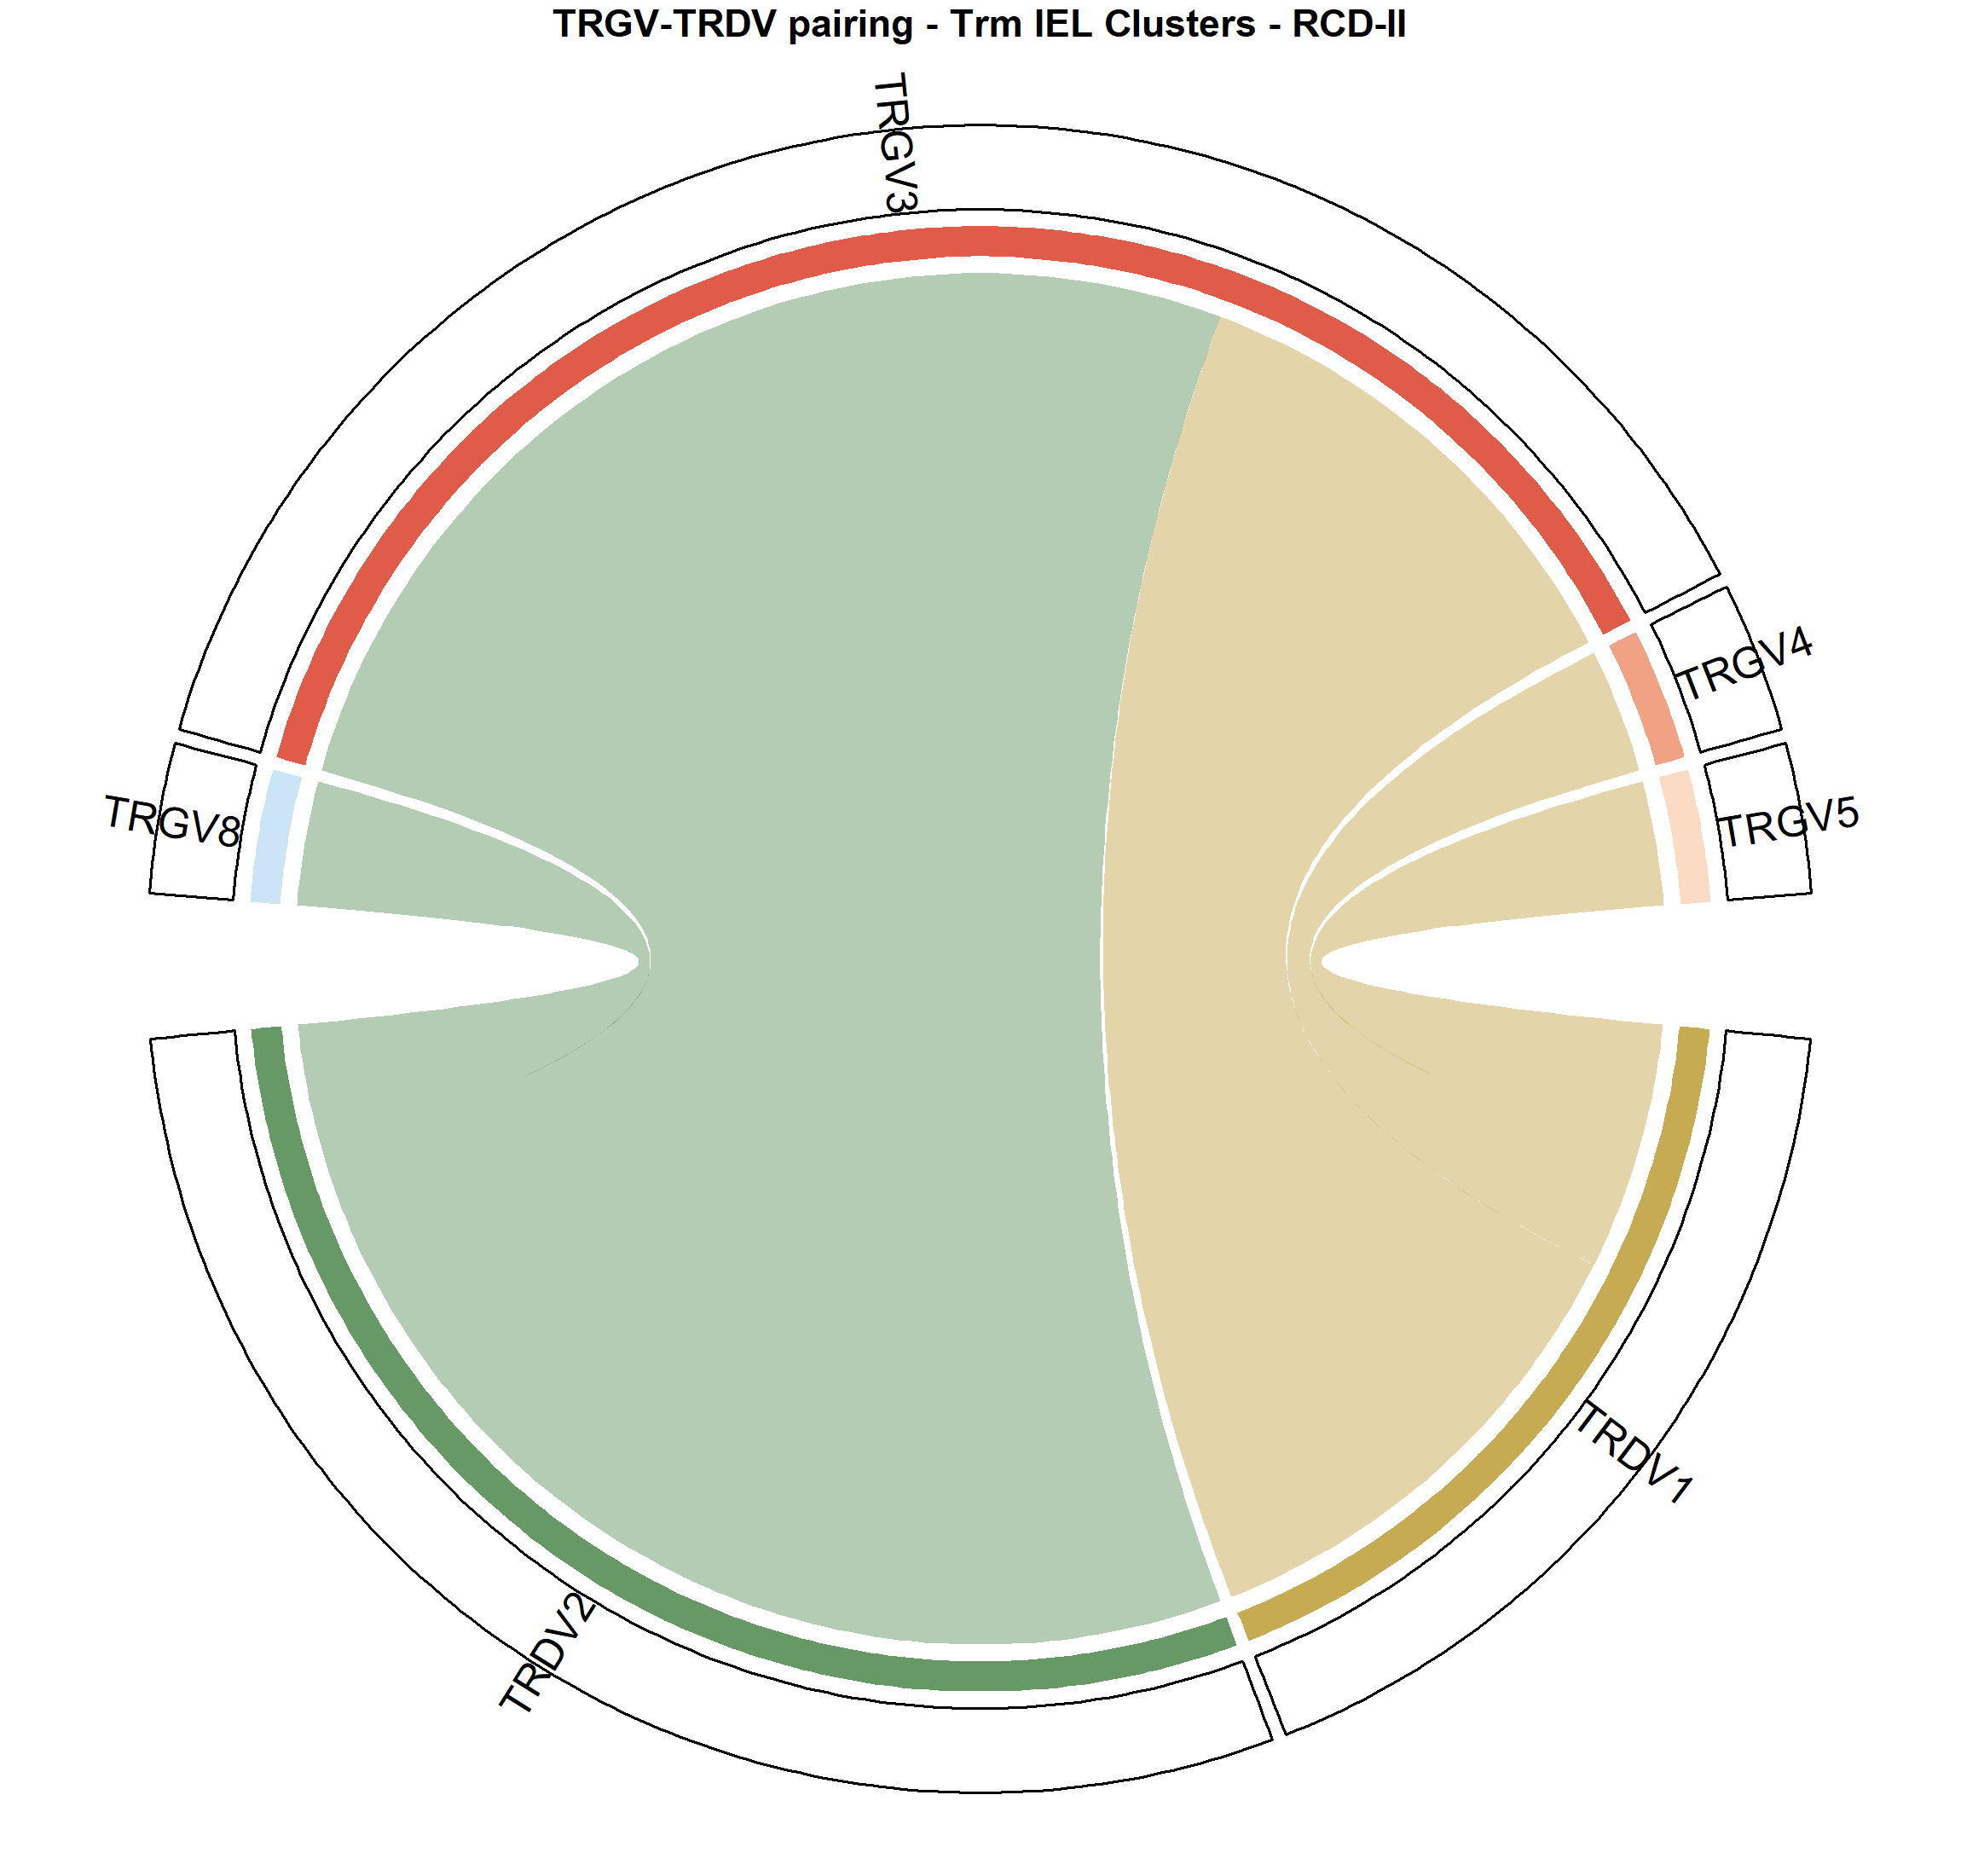 TRGV-TRDV pairing - Trm IEL Clusters - RCD-II
TRGV3
TRGV4
TRGV5
TRGV8
TRDV1
TRDV2